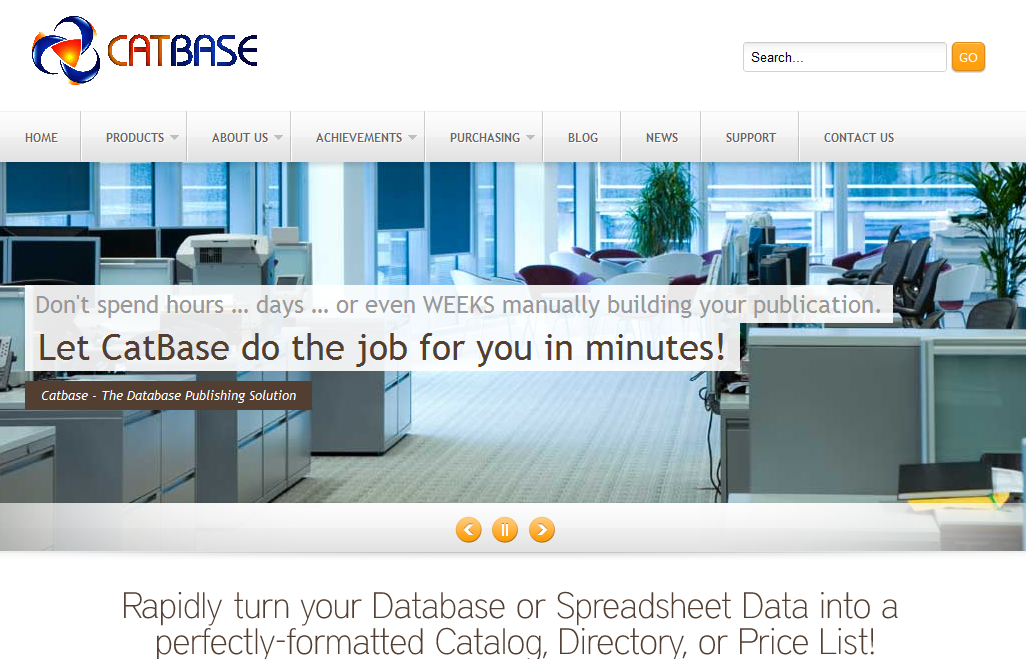 CATBASE
Search...
GO
HOME
PRODUCTS
ABOUT US
ACHIEVEMENTS
PURCHASING
BLOG
NEWS
SUPPORT
CONTACT US
Don't spend hours ... days ... or even WEEKS manually building your publication.
Let CatBase do the job for you in minutes!
Catbase - The Database Publishing Solution
Rapidly turn your Database or Spreadsheet Data into a
perfectly-formatted Catalog, Directory, or Price List!